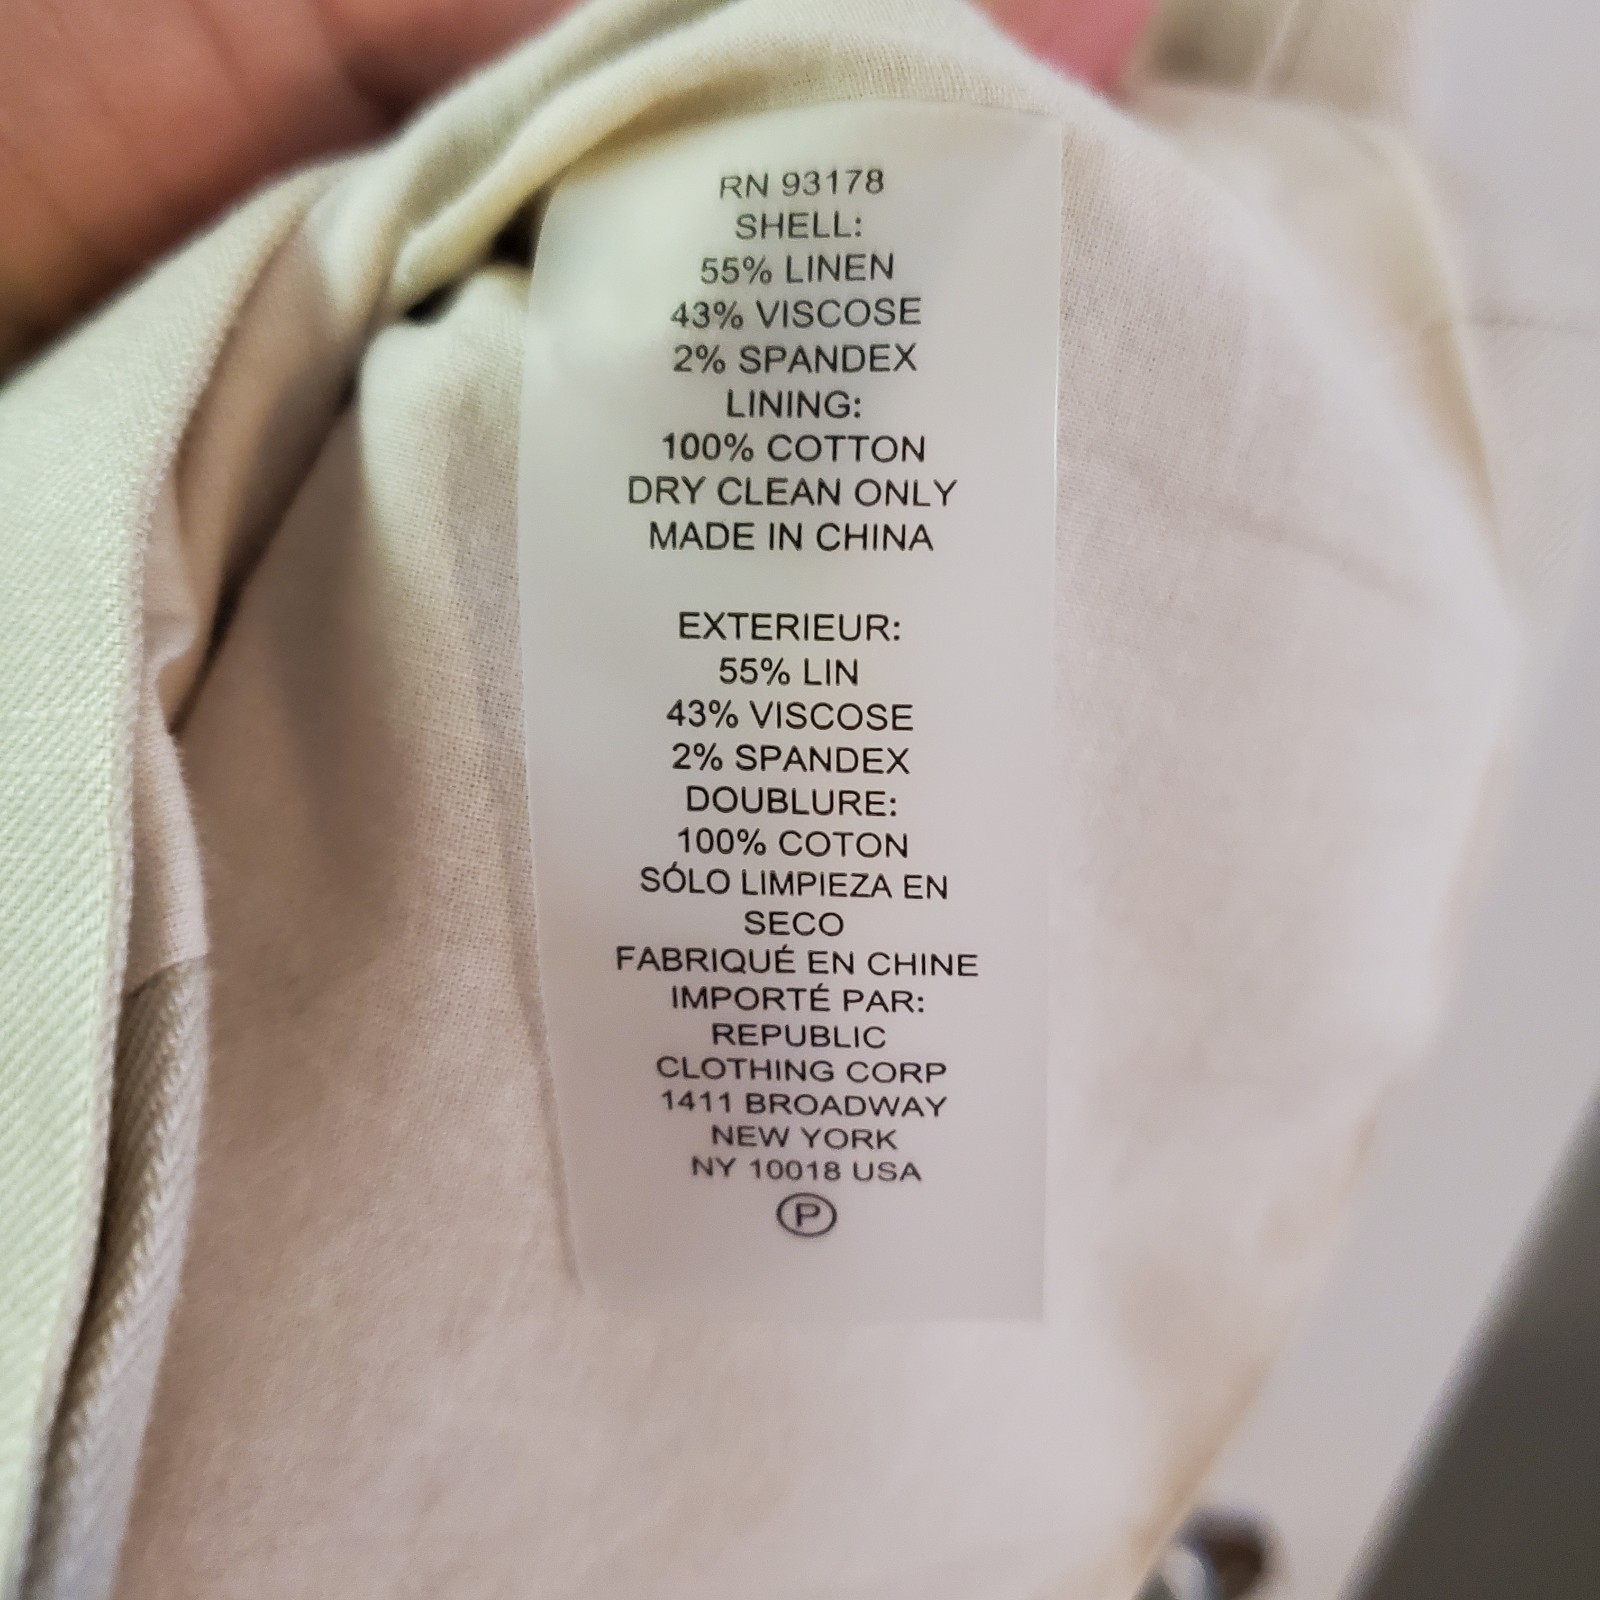 RN 93178
SHELL:
55% LINEN
43% VISCOSE
2% SPANDEX
LINING:
100% COTTON
DRY CLEAN ONLY
MADE IN CHINA
EXTERIEUR:
55% LIN
43% VISCOSE
2% SPANDEX
DOUBLURE:
100% COTON
SÓLO LIMPIEZA EN
SECO
FABRIQUÉ EN CHINE
IMPORTÉ PAR:
REPUBLIC
CLOTHING CORP
1411 BROADWAY
NEW YORK
NY 10018 USA
P